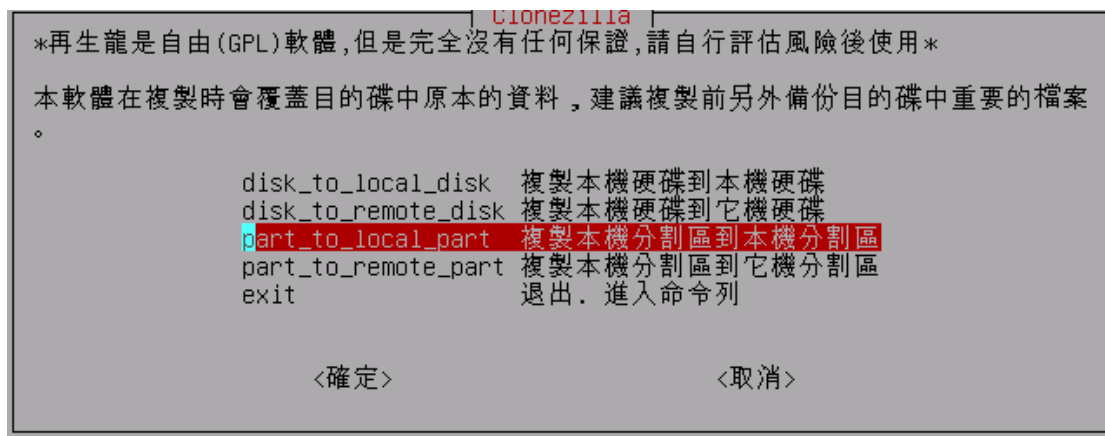 Clonezilla
*再生龍是自由(GPL)軟體,但是完全沒有任何保證,請自行評估風險後使用*
本軟體在複製時會覆蓋目的碟中原本的資料,建議複製前另外備份目的碟中重要的檔案
。
disk_to_local_disk 複製本機硬碟到本機硬碟
disk_to_remote_disk 複製本機硬碟到它機硬碟
part_to_local_part 複製本機分割區到本機分割區
part_to_remote_part 複製本機分割區到它機分割區
exit 退出. 進入命令列
<確定> <取消>